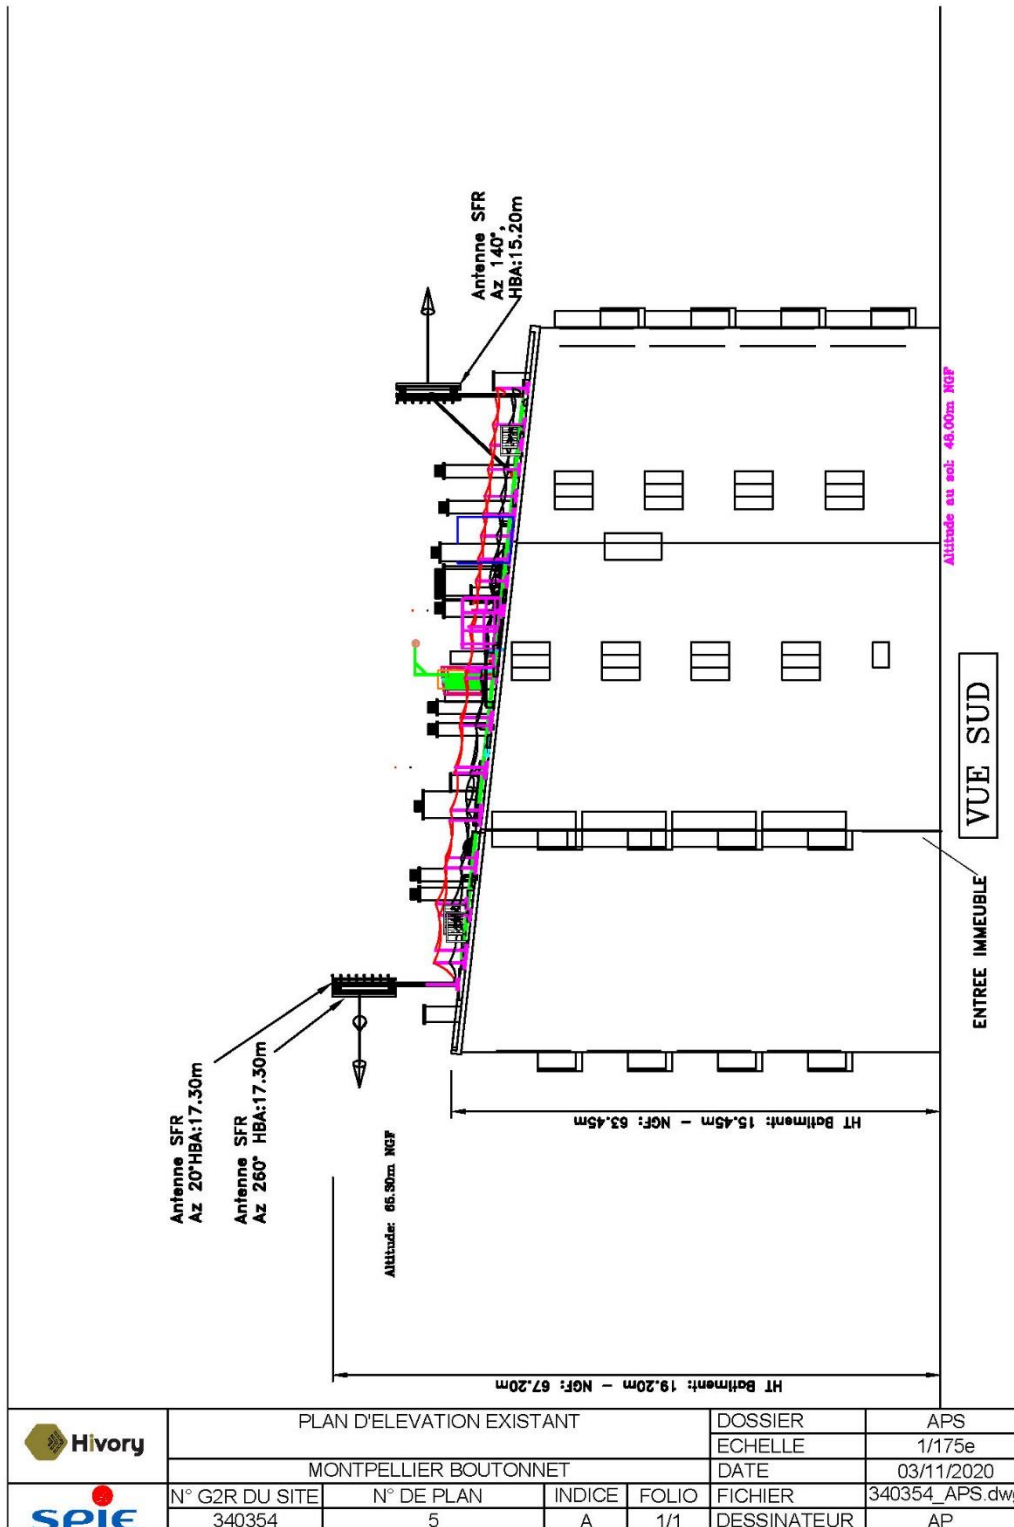 Antenne SFR
Az 140°,
HBA:15.20m
Altitude au sol: 48.00m NGF
VUE SUD
ENTREE IMMEUBLE
Antenne SFR
Az 20°HBA:17.30m
Antenne SFR
Az 260° HBA:17.30m
Altitude: 65.30m NGF
HT Batiment: 15.45m - NGF: 63.45m
HT Batiment: 19.20m - NGF: 67.20m
Hivory
PLAN D'ELEVATION EXISTANT
DOSSIER
APS
ECHELLE
1/175e
MONTPELLIER BOUTONNET
DATE
03/11/2020
SPIE
N° G2R DU SITE
N° DE PLAN
INDICE
FOLIO
FICHIER
340354_APS.dwg
340354
5
A
1/1
DESSINATEUR
AP